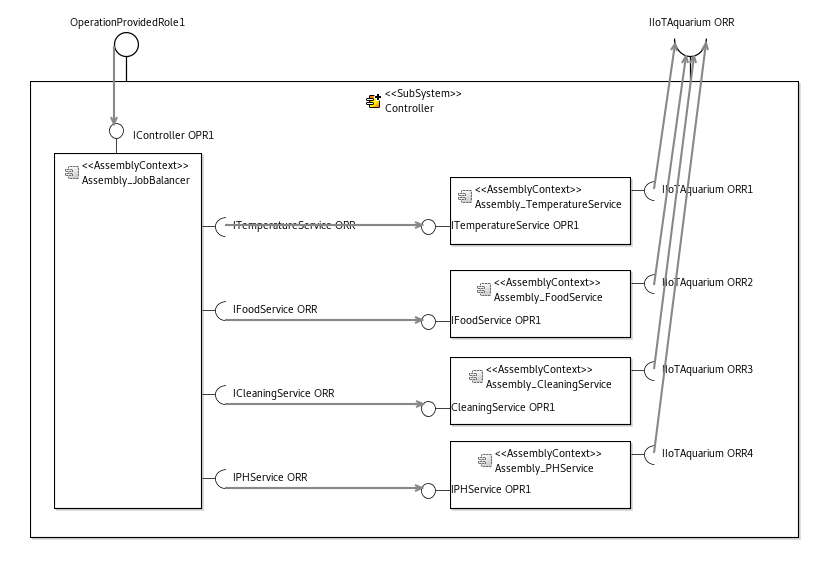 OperationProvidedRole1
IIoTAquarium ORR
<<SubSystem>>
Controller
IController OPR1
<<AssemblyContext>>
Assembly_JobBalancer
<<AssemblyContext>>
Assembly_TemperatureService
IIoTAquarium ORR1
ITemperatureService ORR
ITemperatureService OPR1
<<AssemblyContext>>
Assembly_FoodService
IIoTAquarium ORR2
IFoodService ORR
IFoodService OPR1
<<AssemblyContext>>
Assembly_CleaningService
IIoTAquarium ORR3
ICleaningService ORR
CleaningService OPR1
<<AssemblyContext>>
Assembly_PHService
IIoTAquarium ORR4
IPHService ORR
IPHService OPR1